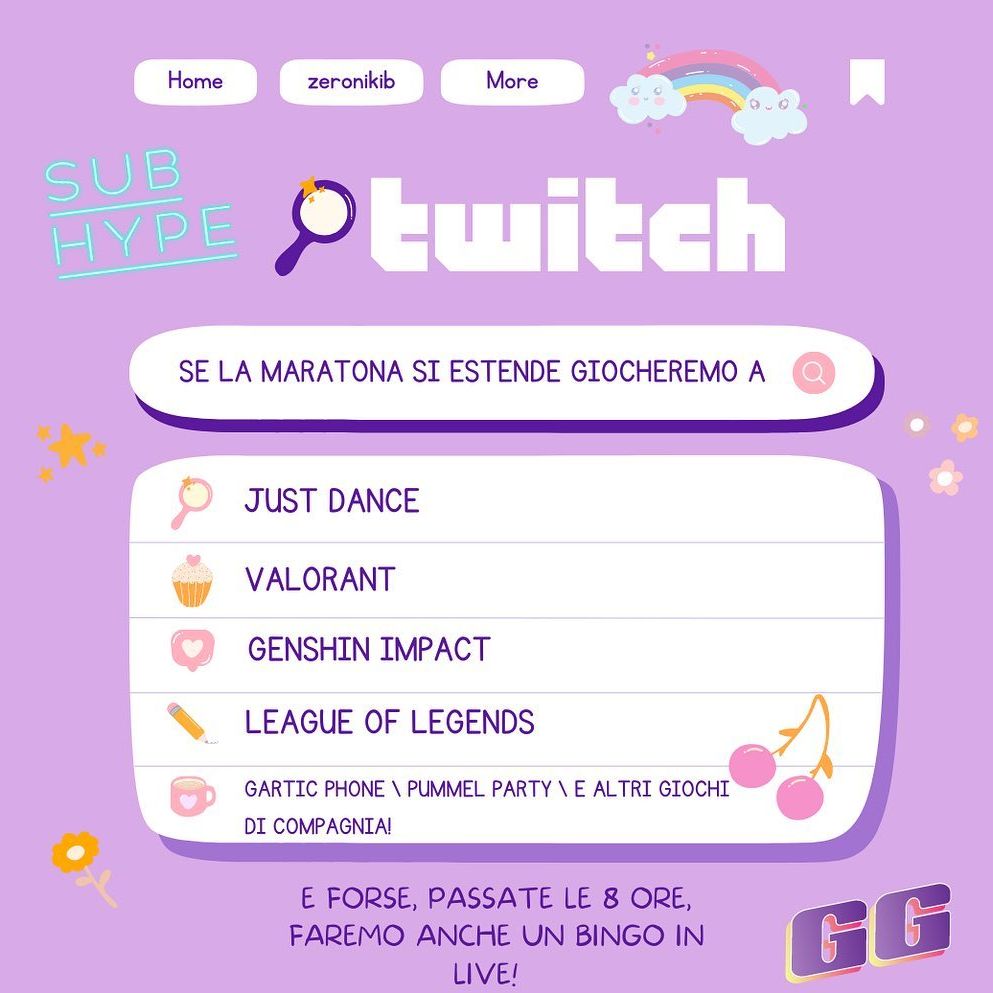 Home
zeronikib
More
SUB
HYPE
twitch
SE LA MARATONA SI ESTENDE GIOCHEREMO A
JUST DANCE
VALORANT
GENSHIN IMPACT
LEAGUE OF LEGENDS
GARTIC PHONE \ PUMMEL PARTY \ E ALTRI GIOCHI
DI COMPAGNIA!
E FORSE, PASSATE LE 8 ORE,
FAREMO ANCHE UN BINGO IN
LIVE!
GG